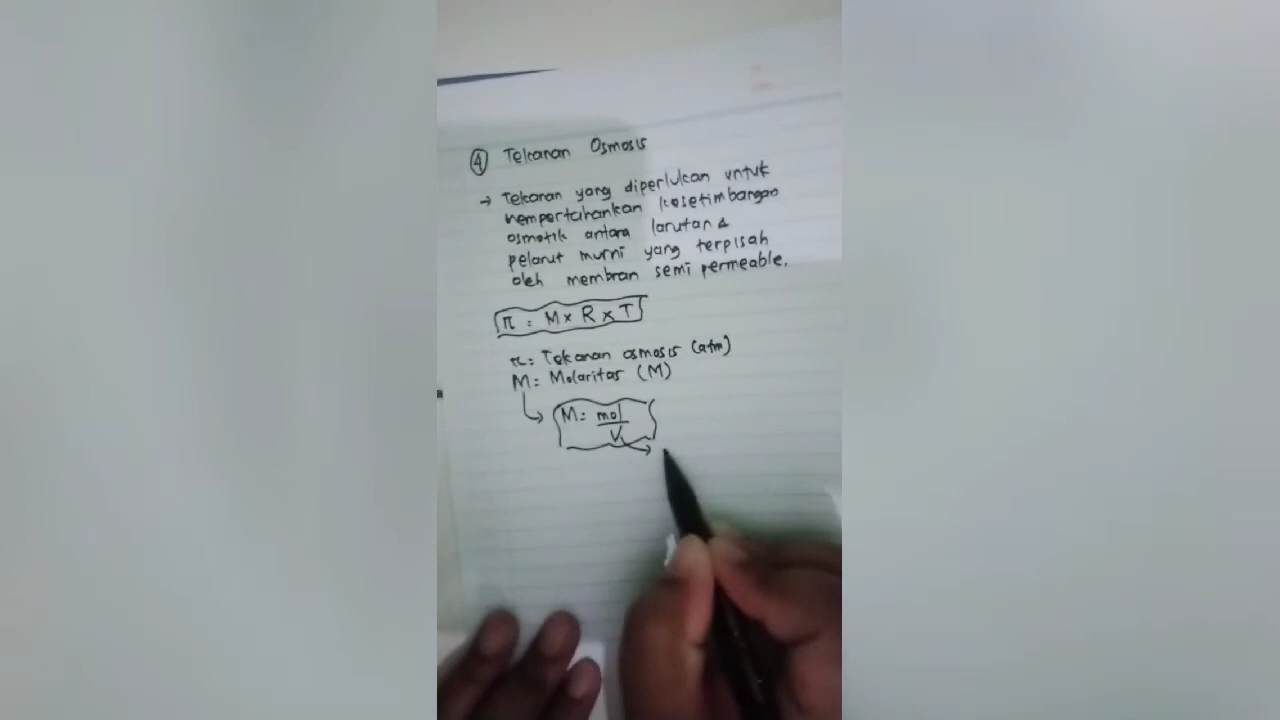 ④ Tekanan Osmosis
→ Tekanan yang diperlukan untuk
mempertahankan kesetimbangan
osmotik antara larutan &
pelarut murni yang terpisah
oleh membran semi permeable.
π = M x R x T
π = Tekanan osmosis (atm)
M = Molaritas (M)
M = mol
V